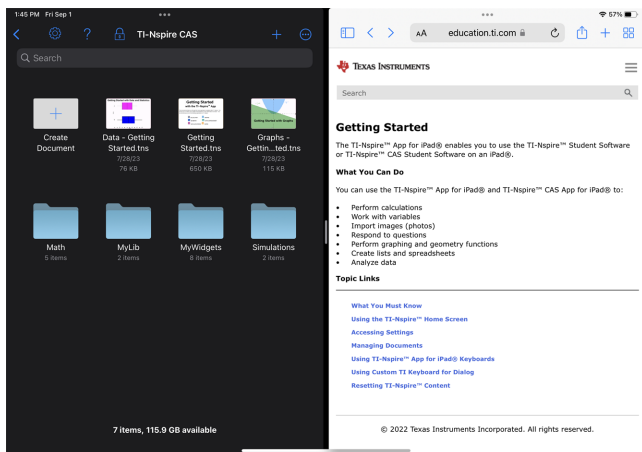 1:45 PM Fri Sep 1
57%
TI-Nspire CAS
Search
Create
Document
Data - Getting
Started.tns
7/28/23
76 KB
Getting
Started.tns
7/28/23
650 KB
Graphs -
Gettin...ted.tns
7/28/23
115 KB
Math
5 items
MyLib
2 items
MyWidgets
8 items
Simulations
2 items
7 items, 115.9 GB available
AA
education.ti.com
TEXAS INSTRUMENTS
Search
Getting Started
The TI-Nspire™ App for iPad® enables you to use the TI-Nspire™ Student Software
or TI-Nspire™ CAS Student Software on an iPad®.
What You Can Do
You can use the TI-Nspire™ App for iPad® and TI-Nspire™ CAS App for iPad® to:
• Perform calculations
• Work with variables
• Import images (photos)
• Respond to questions
• Perform graphing and geometry functions
• Create lists and spreadsheets
• Analyze data
Topic Links
What You Must Know
Using the TI-Nspire™ Home Screen
Accessing Settings
Managing Documents
Using TI-Nspire™ App for iPad® Keyboards
Using Custom TI Keyboard for Dialog
Resetting TI-Nspire™ Content
© 2022 Texas Instruments Incorporated. All rights reserved.